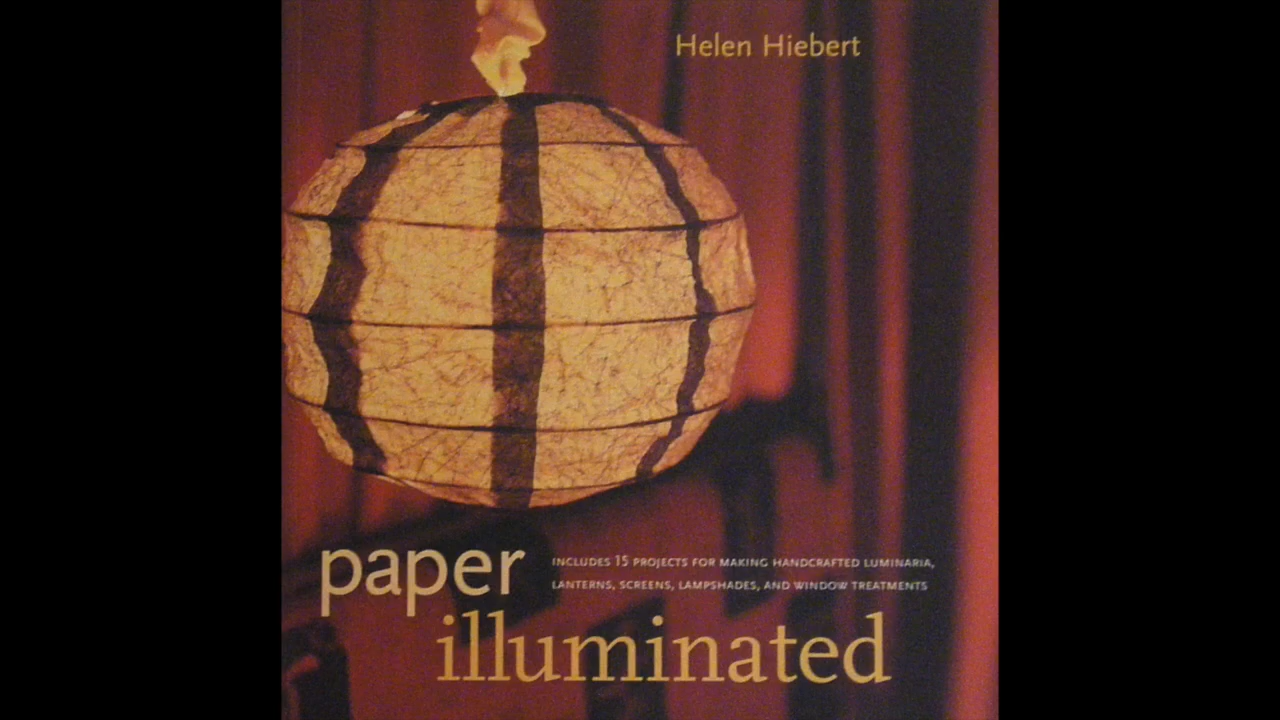 Helen Hiebert
paper
INCLUDES 15 PROJECTS FOR MAKING HANDCRAFTED LUMINARIA,
LANTERNS, SCREENS, LAMPSHADES, AND WINDOW TREATMENTS
illuminated